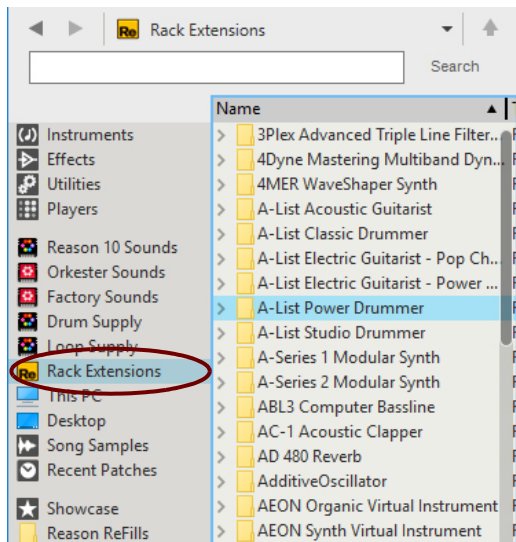 Re Rack Extensions
Search
Name
Instruments
Effects
Utilities
Players
Reason 10 Sounds
Orkester Sounds
Factory Sounds
Drum Supply
Loop Supply
Re Rack Extensions
This PC
Desktop
Song Samples
Recent Patches
Showcase
Reason ReFills
3Plex Advanced Triple Line Filter...
4Dyne Mastering Multiband Dyn...
4MER WaveShaper Synth
A-List Acoustic Guitarist
A-List Classic Drummer
A-List Electric Guitarist - Pop Ch...
A-List Electric Guitarist - Power ...
A-List Power Drummer
A-List Studio Drummer
A-Series 1 Modular Synth
A-Series 2 Modular Synth
ABL3 Computer Bassline
AC-1 Acoustic Clapper
AD 480 Reverb
AdditiveOscillator
AEON Organic Virtual Instrument
AEON Synth Virtual Instrument